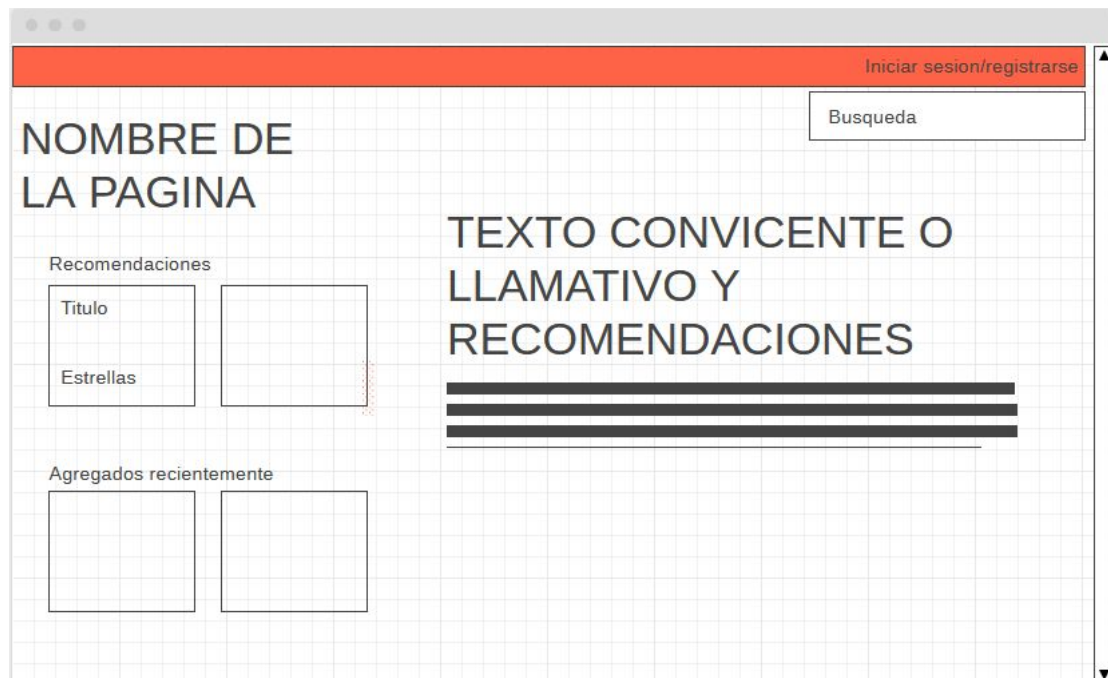 Iniciar sesion/registrarse
Busqueda
NOMBRE DE
LA PAGINA
TEXTO CONVICENTE O
LLAMATIVO Y
RECOMENDACIONES
Recomendaciones
Titulo
Estrellas
Agregados recientemente